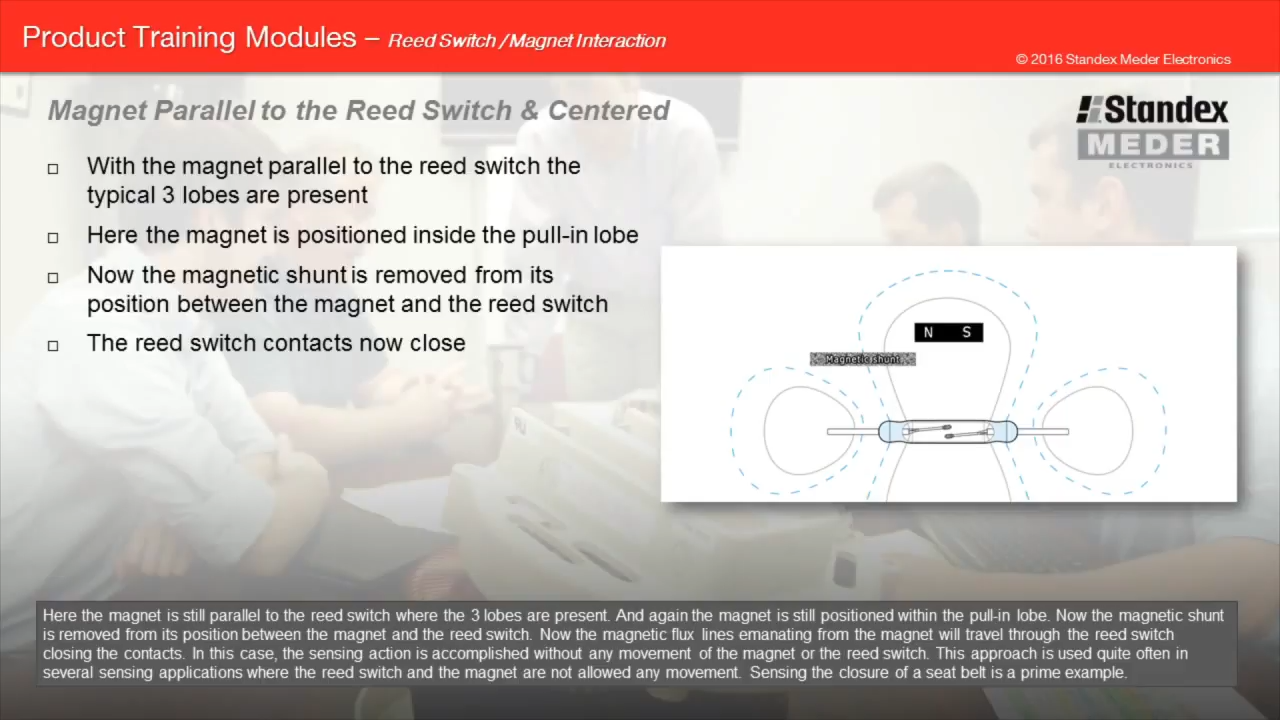 Product Training Modules – Reed Switch / Magnet Interaction
© 2016 Standex Meder Electronics
Magnet Parallel to the Reed Switch & Centered
Standex
MEDER
ELECTRONICS
□ With the magnet parallel to the reed switch the
typical 3 lobes are present
□ Here the magnet is positioned inside the pull-in lobe
□ Now the magnetic shunt is removed from its
position between the magnet and the reed switch
□ The reed switch contacts now close
N S
Magnetic shunt
Here the magnet is still parallel to the reed switch where the 3 lobes are present. And again the magnet is still positioned within the pull-in lobe. Now the magnetic shunt
is removed from its position between the magnet and the reed switch. Now the magnetic flux lines emanating from the magnet will travel through the reed switch
closing the contacts. In this case, the sensing action is accomplished without any movement of the magnet or the reed switch. This approach is used quite often in
several sensing applications where the reed switch and the magnet are not allowed any movement. Sensing the closure of a seat belt is a prime example.